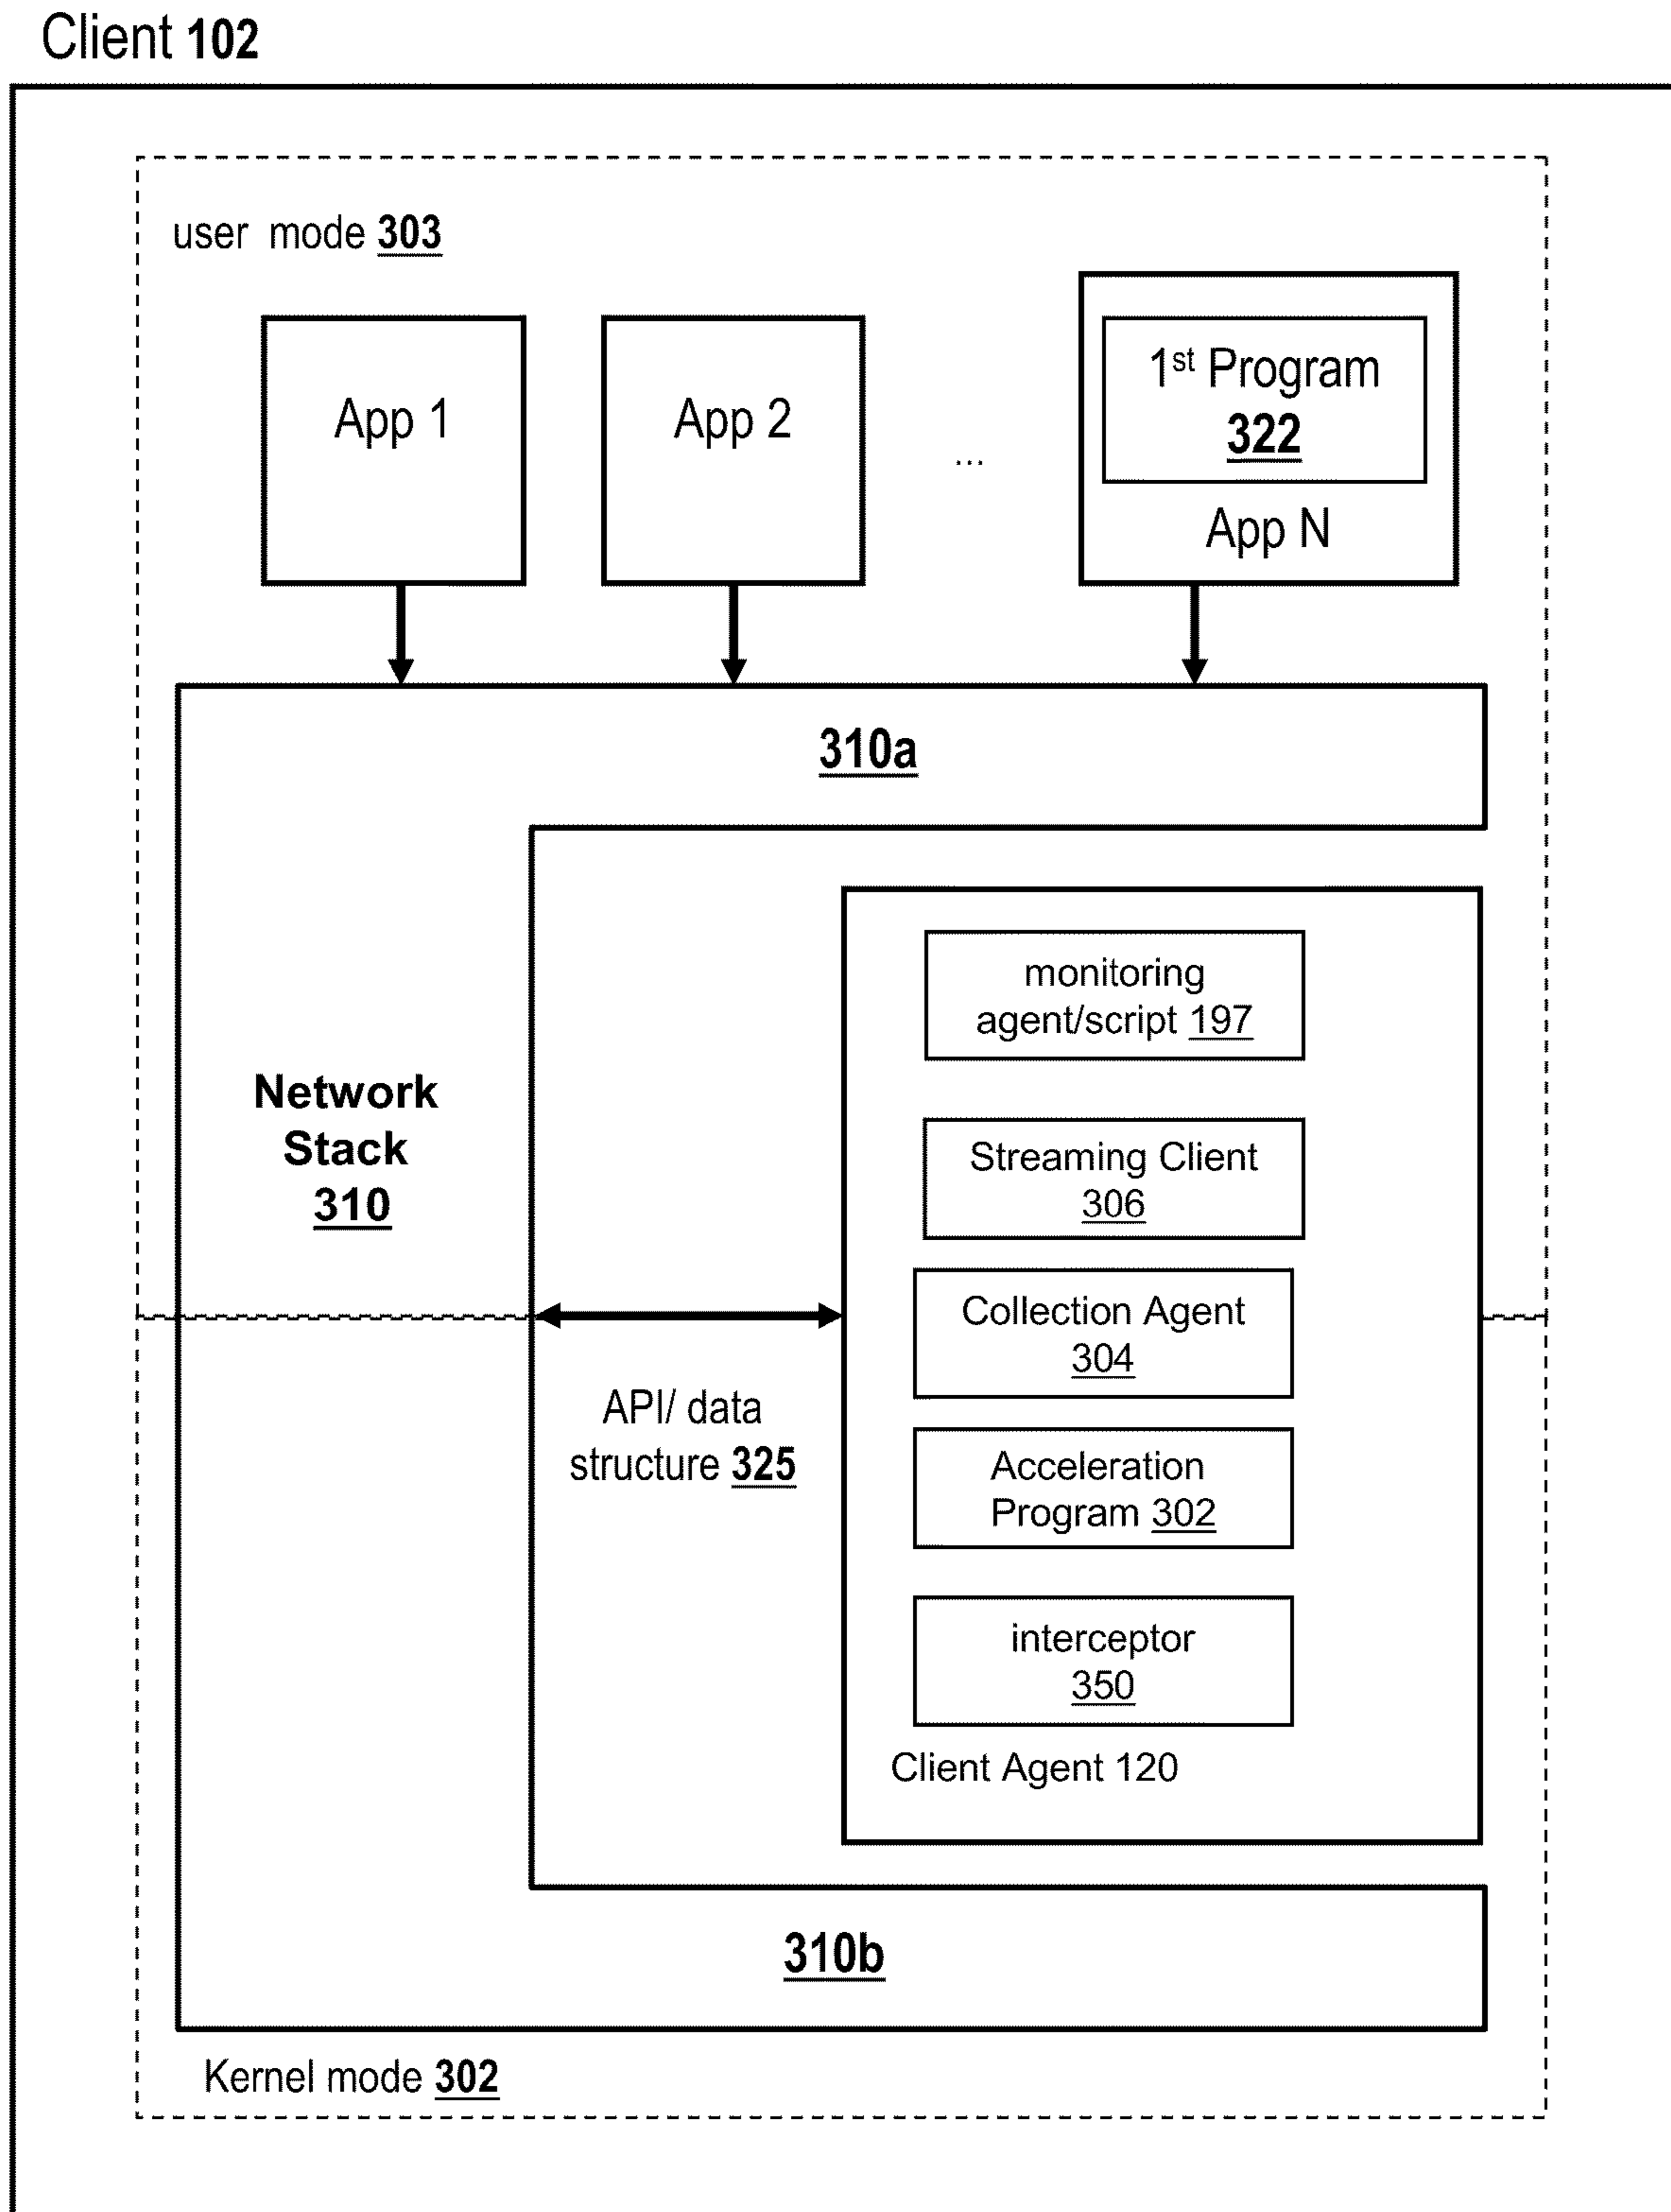 Client 102
user mode 303
App 1
App 2
...
1st Program
322
App N
310a
Network
Stack
310
API/ data
structure 325
monitoring
agent/script 197
Streaming Client
306
Collection Agent
304
Acceleration
Program 302
interceptor
350
Client Agent 120
310b
Kernel mode 302